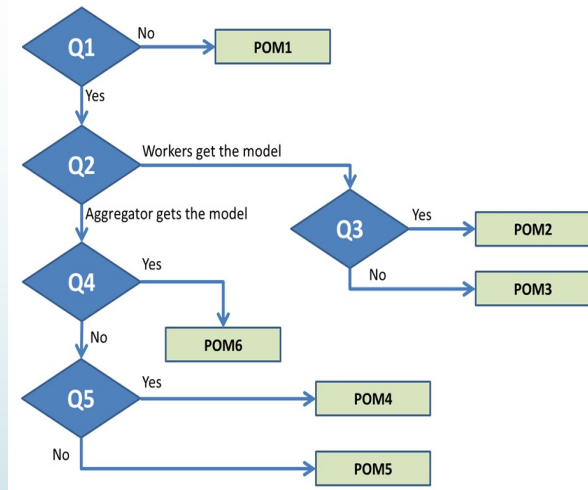 Q1
No
POM1
Yes
Q2
Workers get the model
Aggregator gets the model
Q3
Yes
POM2
No
POM3
Q4
Yes
POM6
No
Q5
Yes
POM4
No
POM5